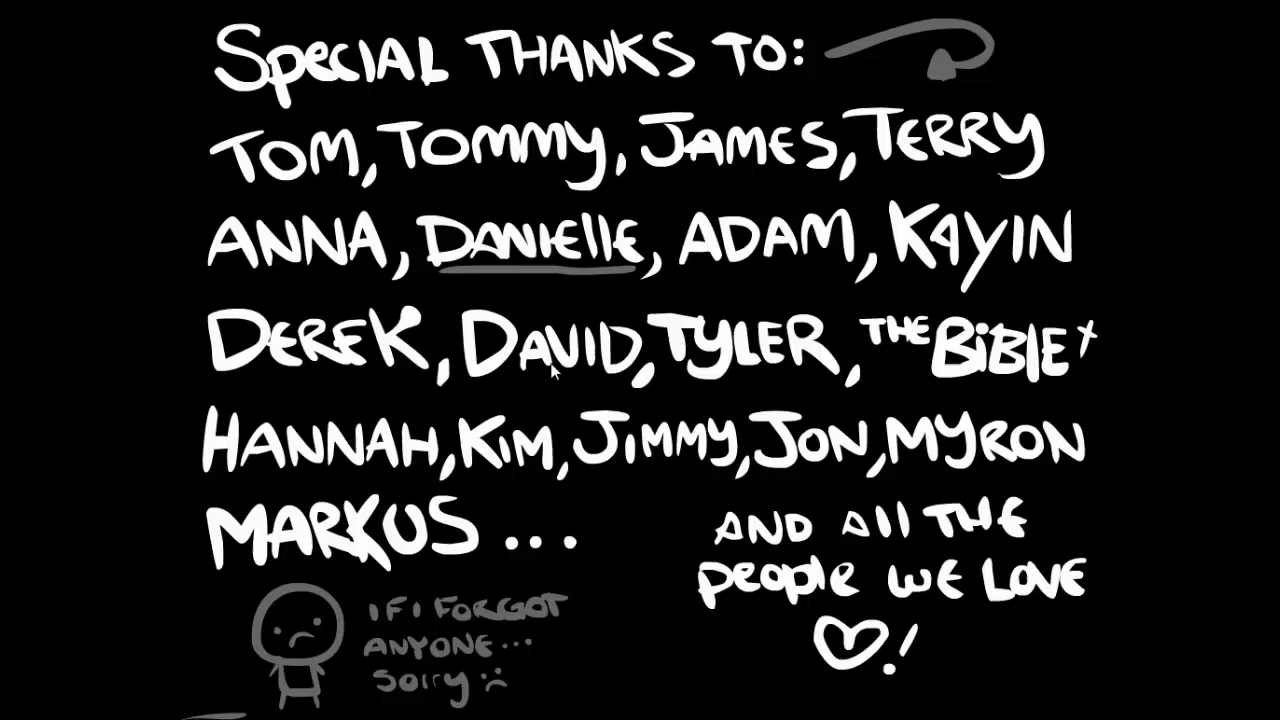 SPECIAL THANKS TO:
TOM, TOMMY, JAMES, TERRY
ANNA, DANIELLE, ADAM, KAYIN
DEREK, DAVID, TYLER, THE BIBLE
HANNAH, KIM, JIMMY, JON, MYRON
MARKUS...
AND All THE
people WE LOVE
♡!
IF I FORGOT
ANYONE...
Sorry :(